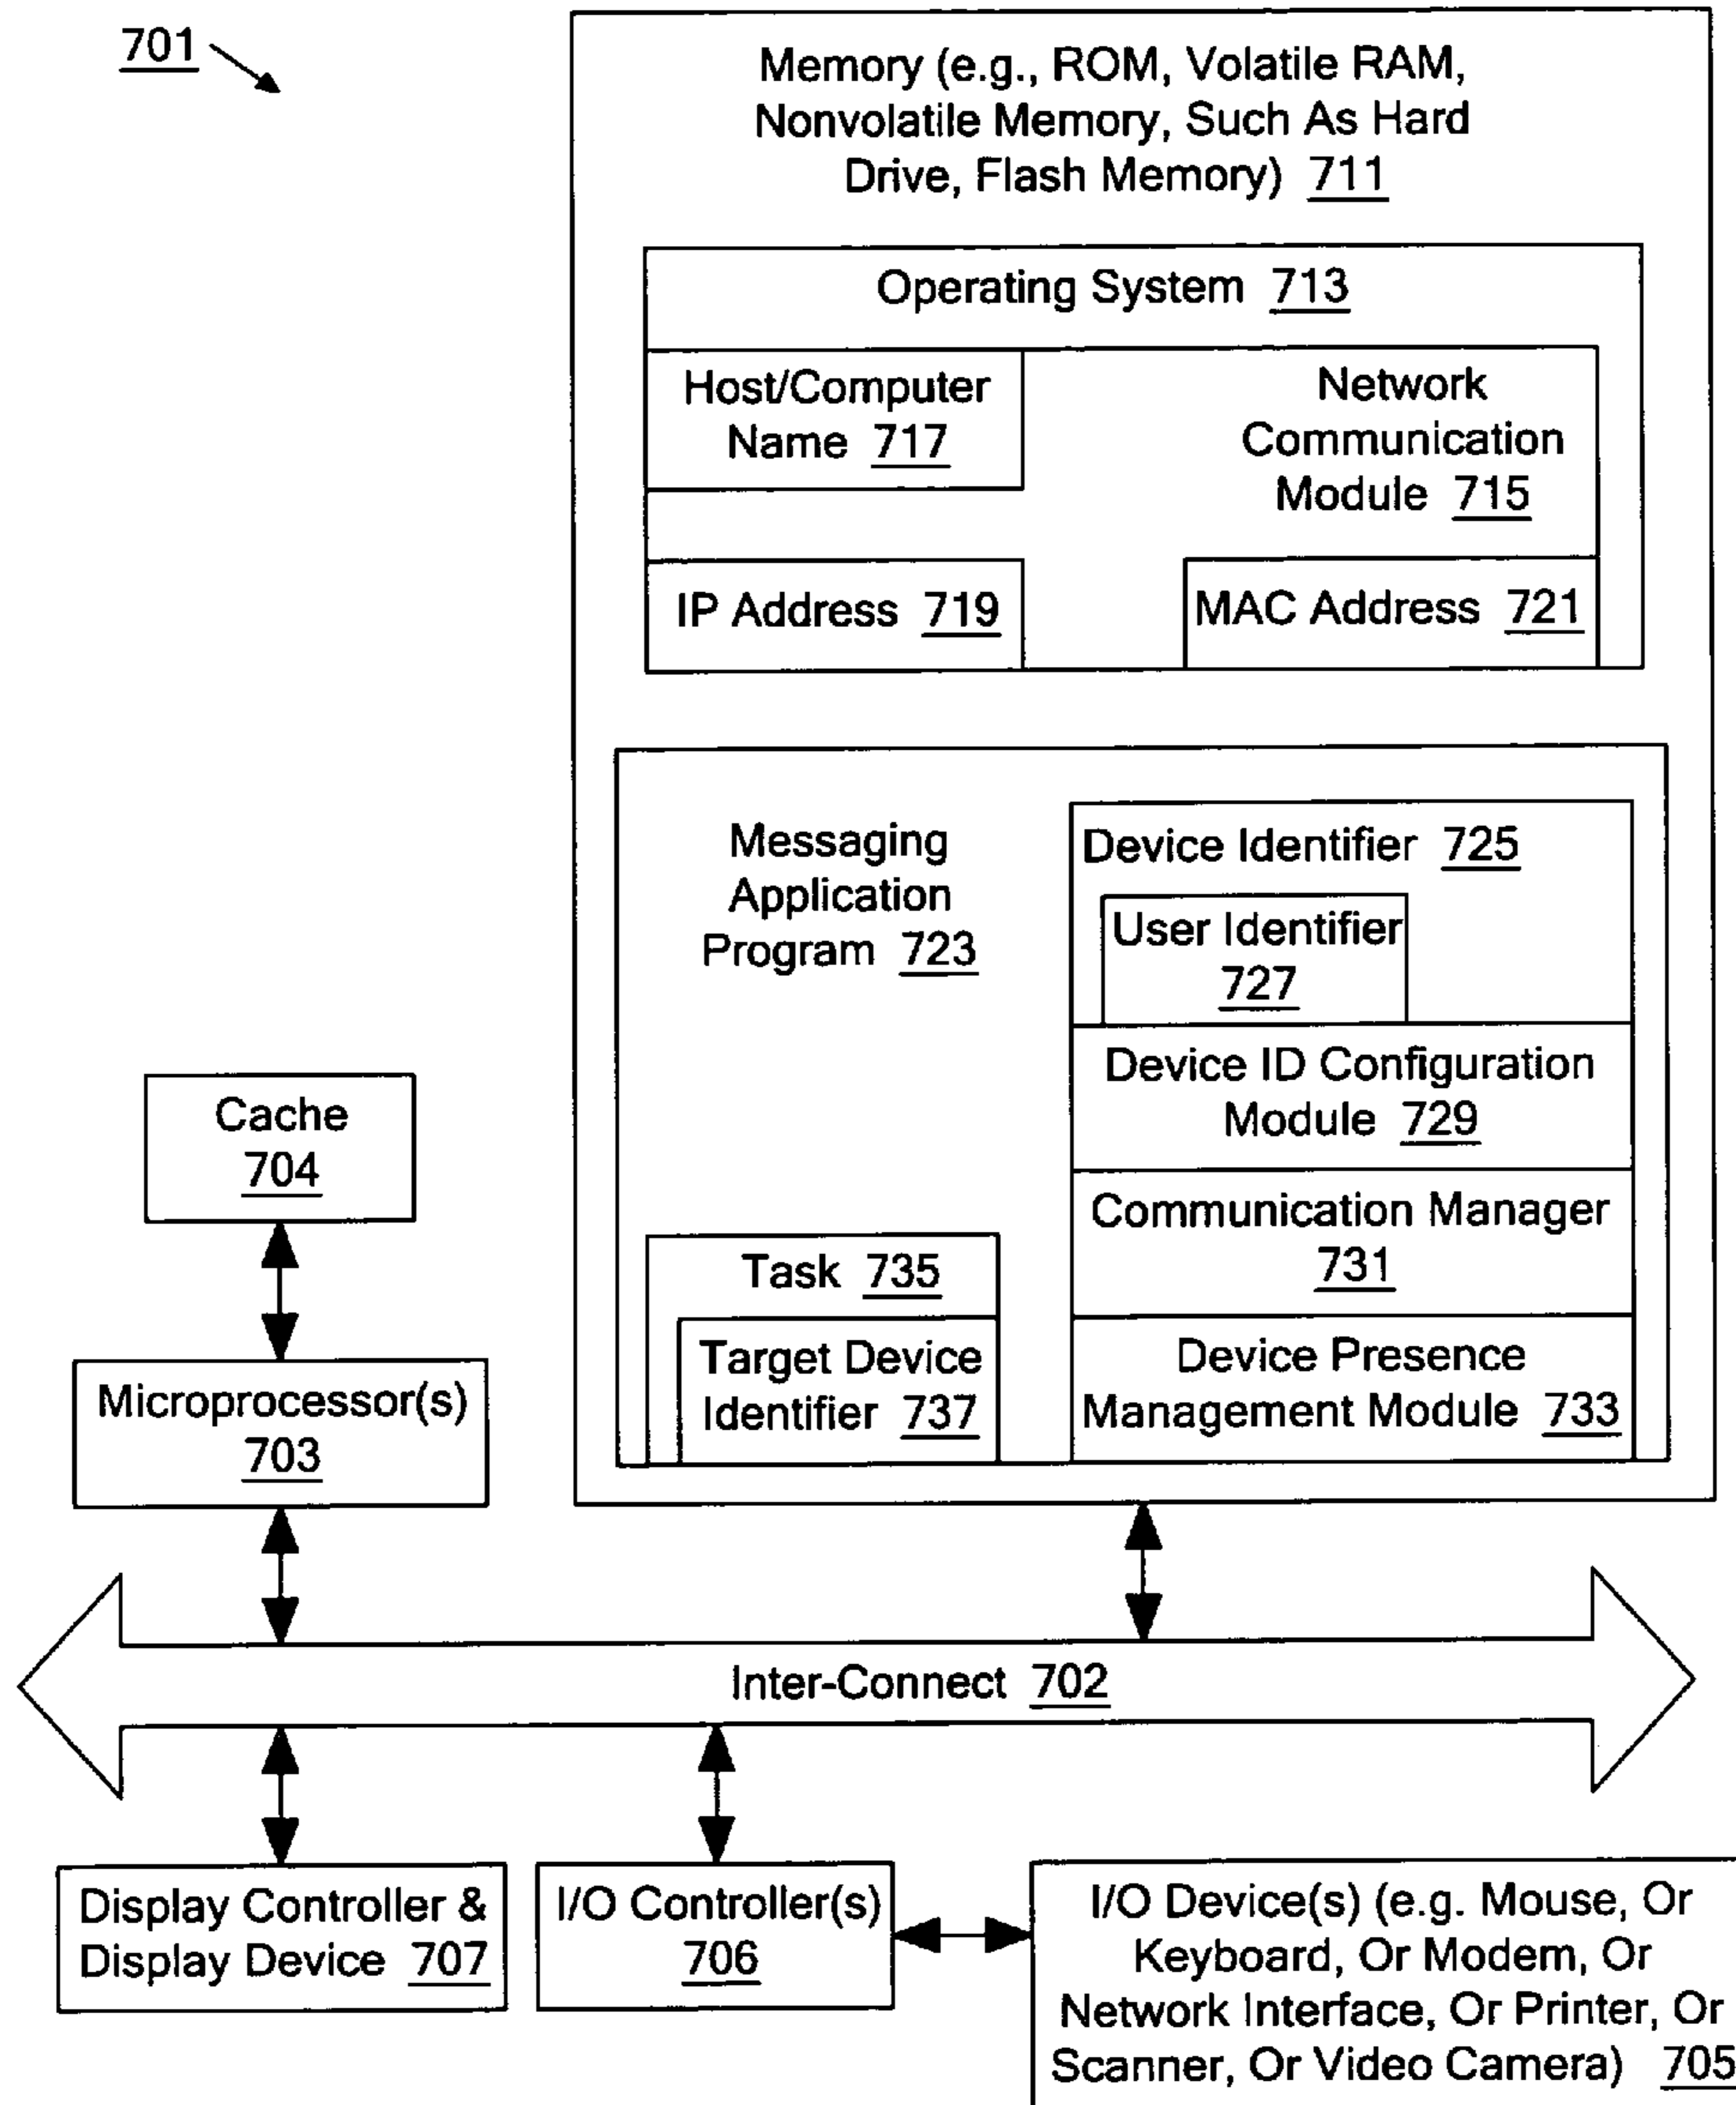 701
Memory (e.g., ROM, Volatile RAM,
Nonvolatile Memory, Such As Hard
Drive, Flash Memory) 711
Operating System 713
Host/Computer
Name 717
Network
Communication
Module 715
IP Address 719
MAC Address 721
Messaging
Application
Program 723
Device Identifier 725
User Identifier
727
Device ID Configuration
Module 729
Communication Manager
731
Device Presence
Management Module 733
Task 735
Target Device
Identifier 737
Cache
704
Microprocessor(s)
703
Inter-Connect 702
Display Controller &
Display Device 707
I/O Controller(s)
706
I/O Device(s) (e.g. Mouse, Or
Keyboard, Or Modem, Or
Network Interface, Or Printer, Or
Scanner, Or Video Camera) 705